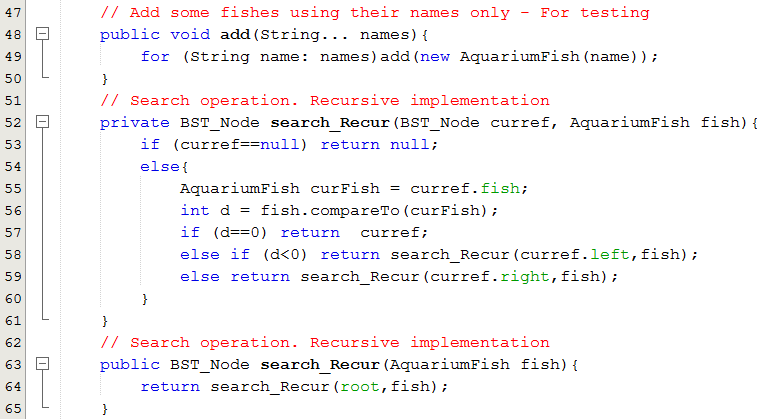 47 // Add some fishes using their names only - For testing
48 public void add(String... names){
49 for (String name: names)add(new AquariumFish(name));
50 }
51 // Search operation. Recursive implementation
52 private BST_Node search_Recur(BST_Node curref, AquariumFish fish){
53 if (curref==null) return null;
54 else{
55 AquariumFish curFish = curref.fish;
56 int d = fish.compareTo(curFish);
57 if (d==0) return  curref;
58 else if (d<0) return search_Recur(curref.left,fish);
59 else return search_Recur(curref.right,fish);
60 }
61 }
62 // Search operation. Recursive implementation
63 public BST_Node search_Recur(AquariumFish fish){
64 return search_Recur(root,fish);
65 }